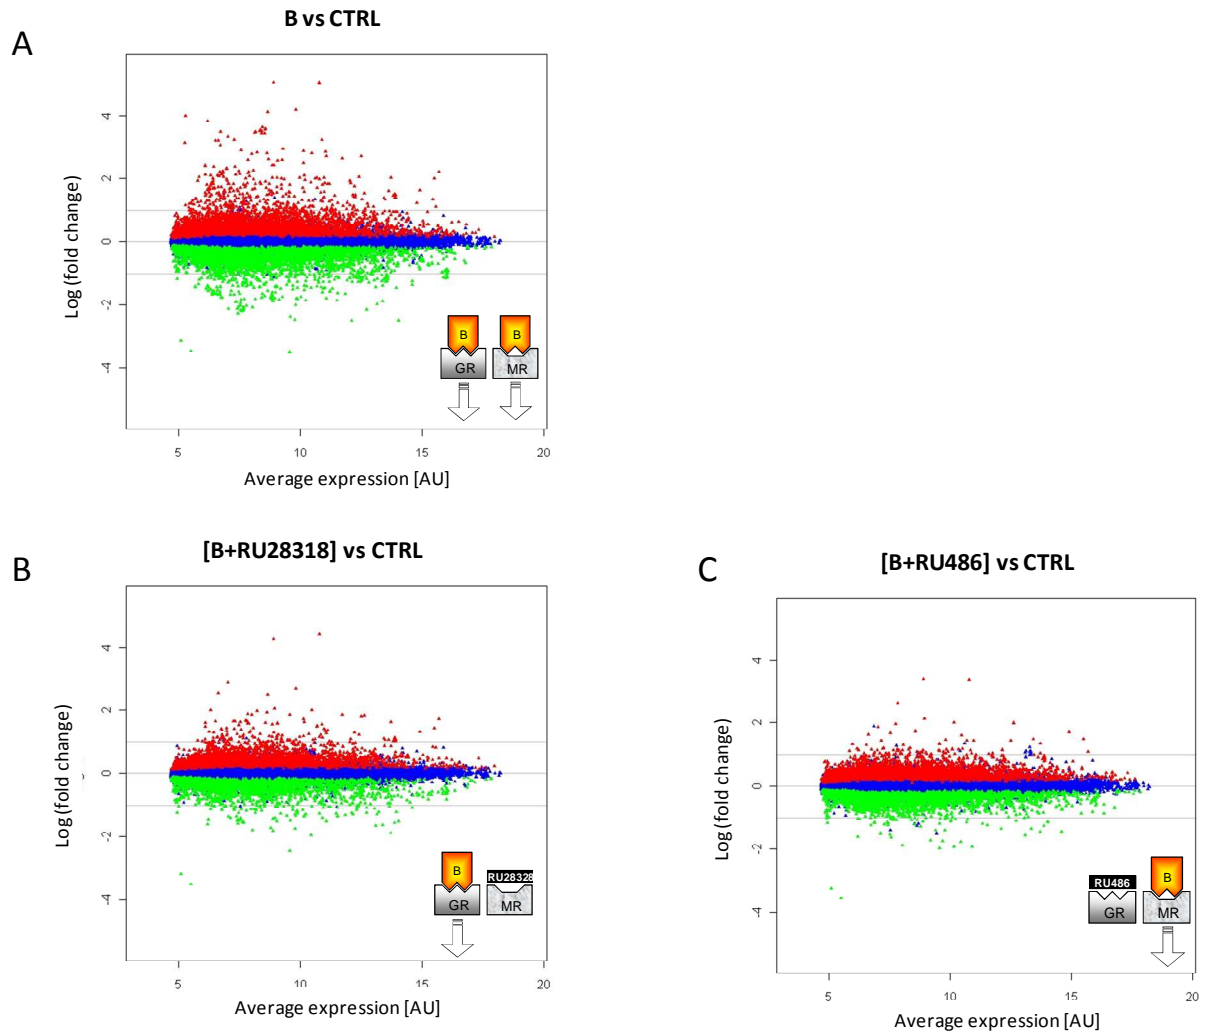 B vs CTRL
A
Log (fold change)
4
2
0
-2
-4
B
B
GR
MR
5
10
15
20
Average expression [AU]
[B+RU28318] vs CTRL
B
Log (fold change)
4
2
0
-2
-4
B
RU28328
GR
MR
5
10
15
20
Average expression [AU]
[B+RU486] vs CTRL
C
Log (fold change)
4
2
0
-2
-4
RU486
B
GR
MR
5
10
15
20
Average expression [AU]